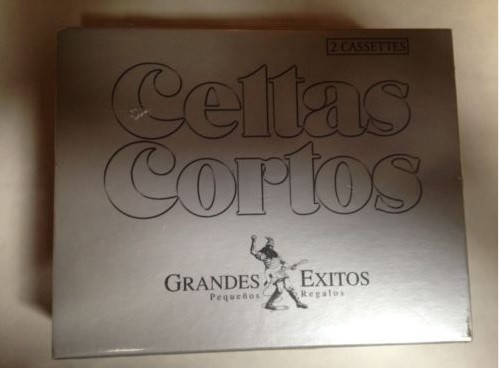 2 CASSETTES
Celtas
Cortos
GRANDES EXITOS
Pequeños Regalos